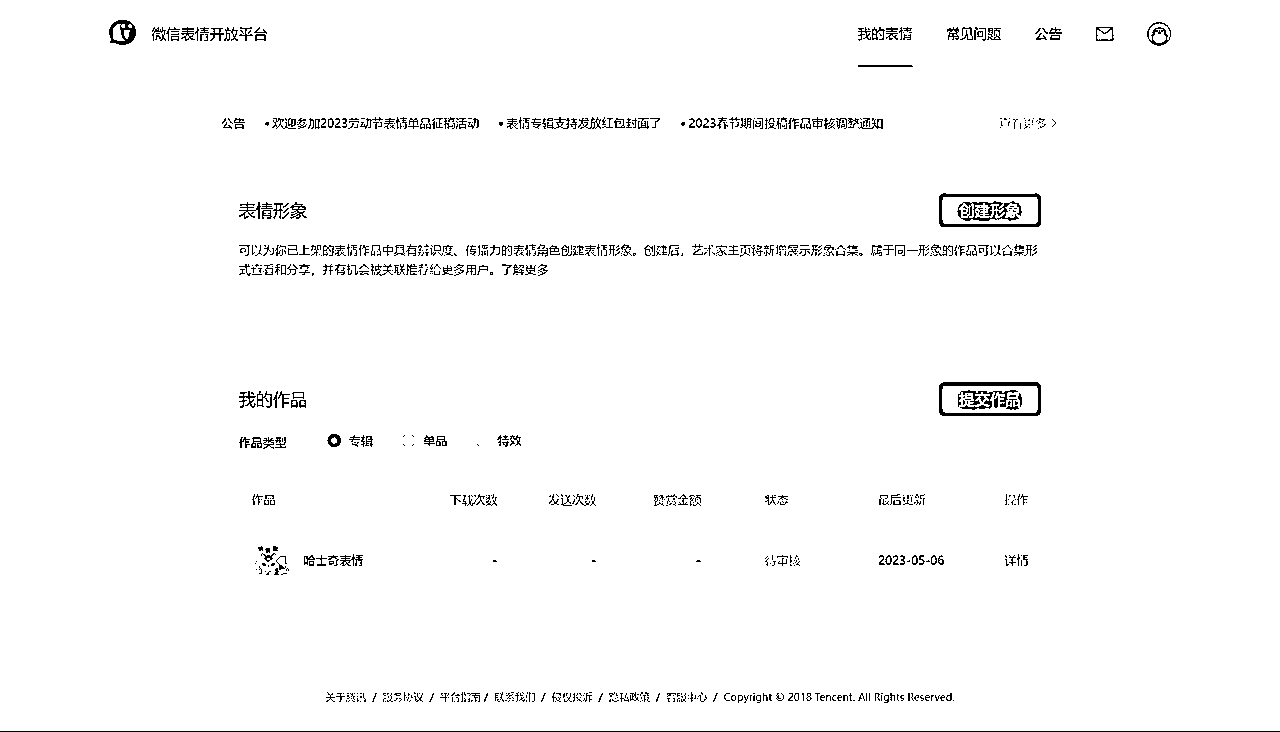 微信表情开放平台
我的表情 常见问题 公告
公告 •欢迎参加2023劳动节表情单品征稿活动 •表情专辑支持发放红包封面了 •2023春节期间投稿作品审核调整通知 查看更多 >
表情形象 创建形象
可以为你已上架的表情作品中具有辨识度、传播力的表情角色创建表情形象。创建后，艺术家主页将新增展示形象合集。属于同一形象的作品可以合集形
式查看和分享，并有机会被关联推荐给更多用户。了解更多
我的作品 提交作品
作品类型 专辑 单品 特效
作品 下载次数 发送次数 赞赏金额 状态 最后更新 操作
哈士奇表情 - - - 待审核 2023-05-06 详情
关于腾讯 / 服务协议 / 平台指南 / 联系我们 / 侵权投诉 / 隐私政策 / 客服中心 / Copyright © 2018 Tencent. All Rights Reserved.